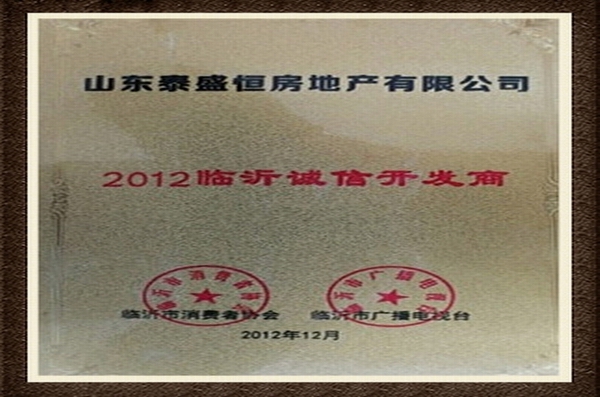 山东泰盛恒房地产有限公司
2012临沂诚信开发商
临沂市消费者协会 临沂市广播电视台
2012年12月